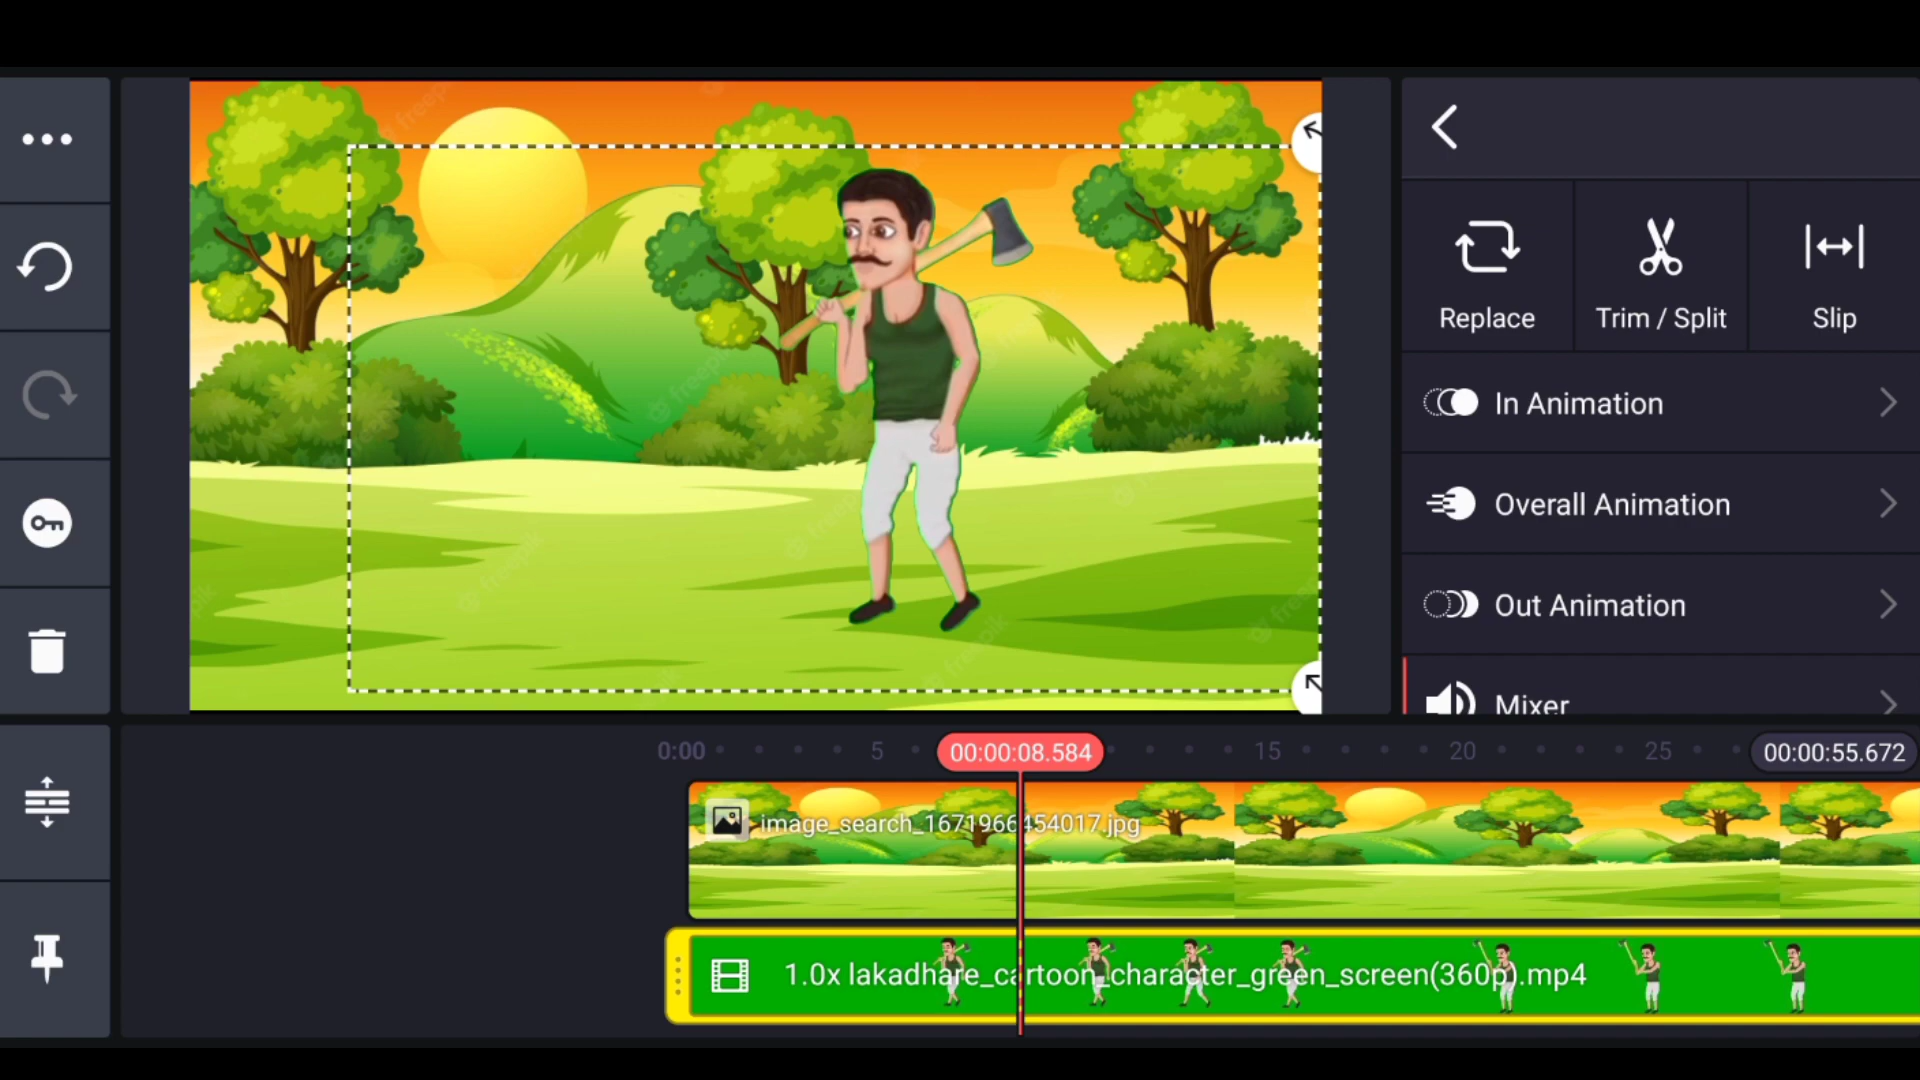 Replace
Trim / Split
Slip
In Animation
Overall Animation
Out Animation
Mixer
0:00
5
00:00:08.584
15
20
25
00:00:55.672
image_search_1671966454017.jpg
1.0x lakadhare_cartoon_character_green_screen(360p).mp4
freepik